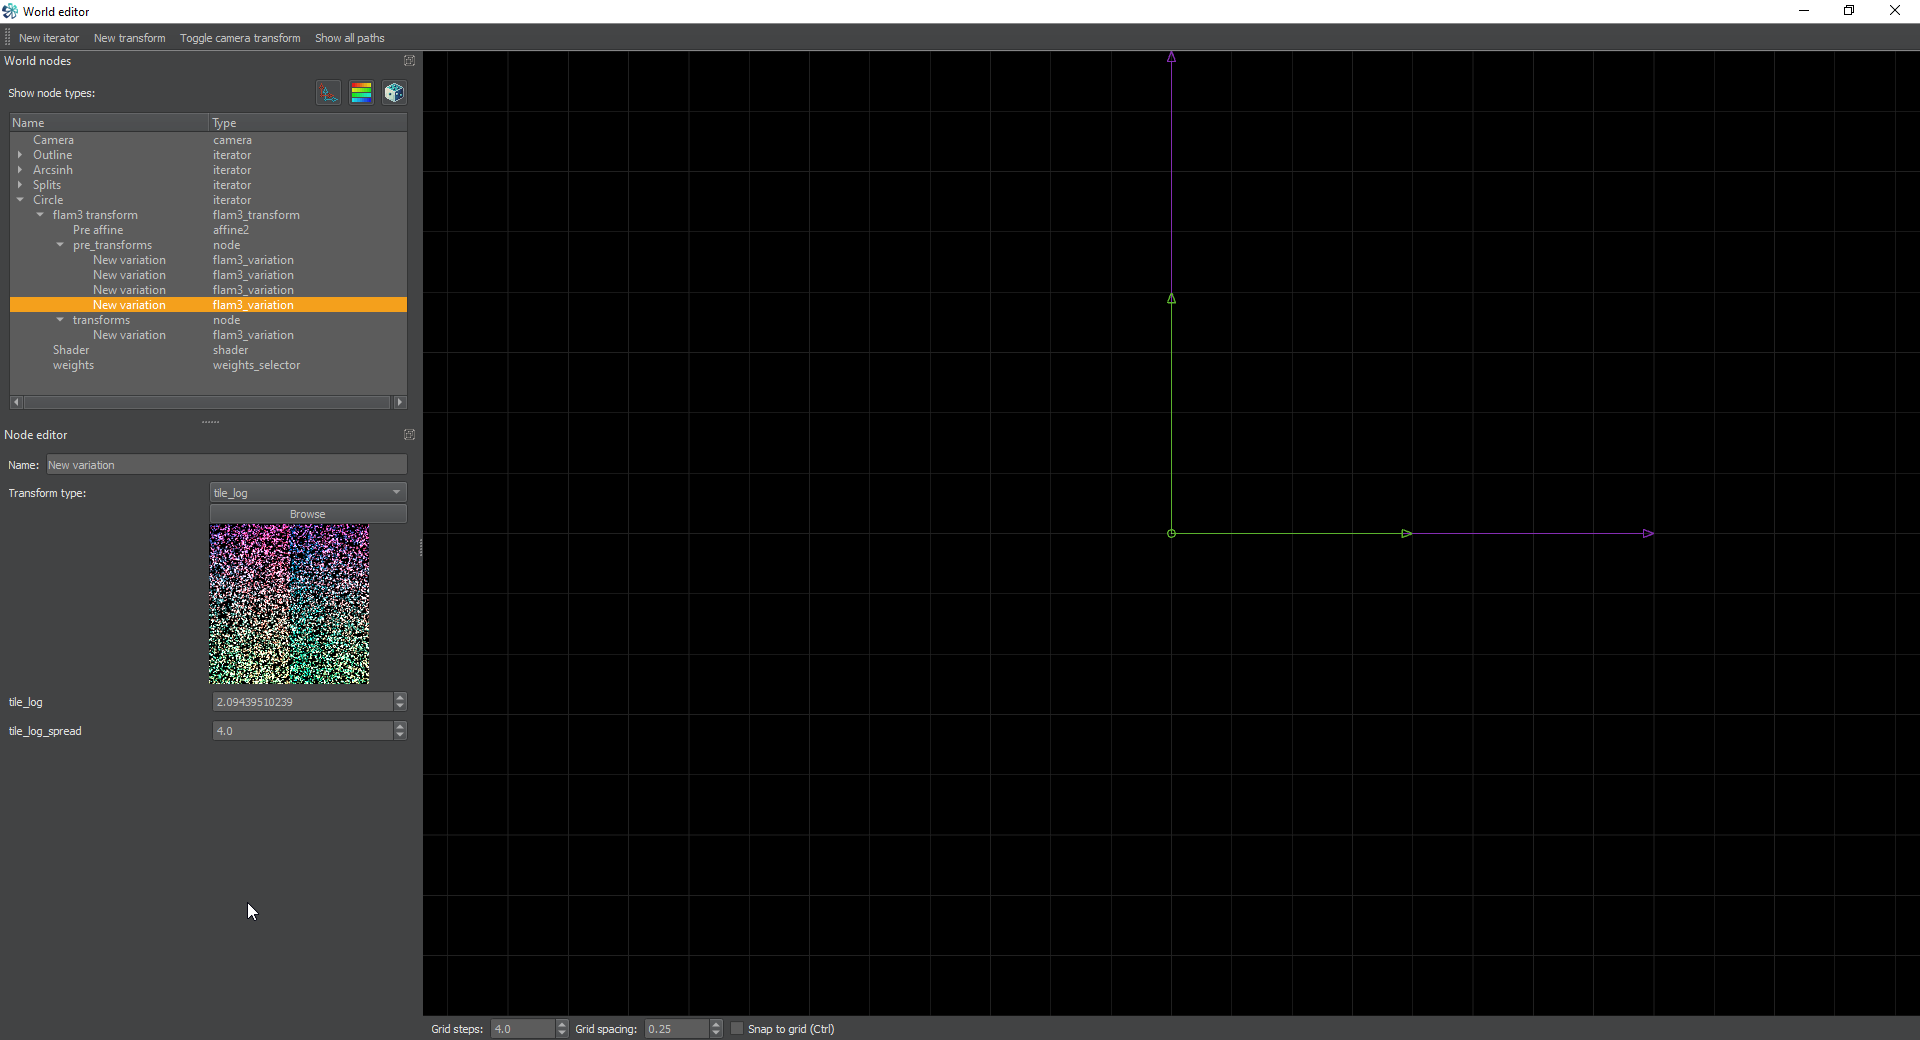 World editor
New iterator New transform Toggle camera transform Show all paths
World nodes
Show node types:
Name Type
Camera camera
Outline iterator
Arcsinh iterator
Splits iterator
Circle iterator
flam3 transform flam3_transform
Pre affine affine2
pre_transforms node
New variation flam3_variation
New variation flam3_variation
New variation flam3_variation
New variation flam3_variation
transforms node
New variation flam3_variation
Shader shader
weights weights_selector
Node editor
Name: New variation
Transform type: tile_log
Browse
tile_log 2.09439510239
tile_log_spread 4.0
Grid steps: 4.0 Grid spacing: 0.25 Snap to grid (Ctrl)